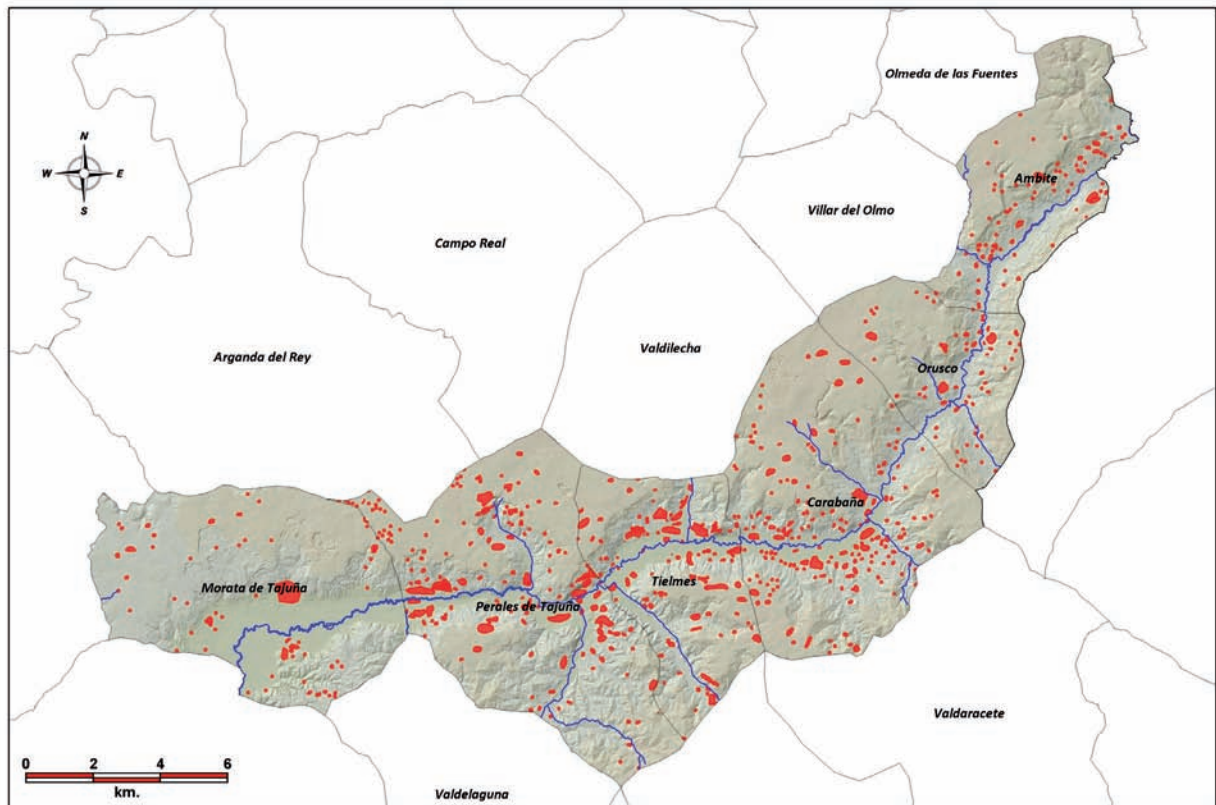 Olmeda de las Fuentes
N
W E
S
Ambite
Villar del Olmo
Campo Real
Valdilecha
Arganda del Rey
Orusco
Carabaña
Tielmes
Morata de Tajuña
Perales de Tajuña
Valdaracete
0 2 4 6
km.
Valdelaguna